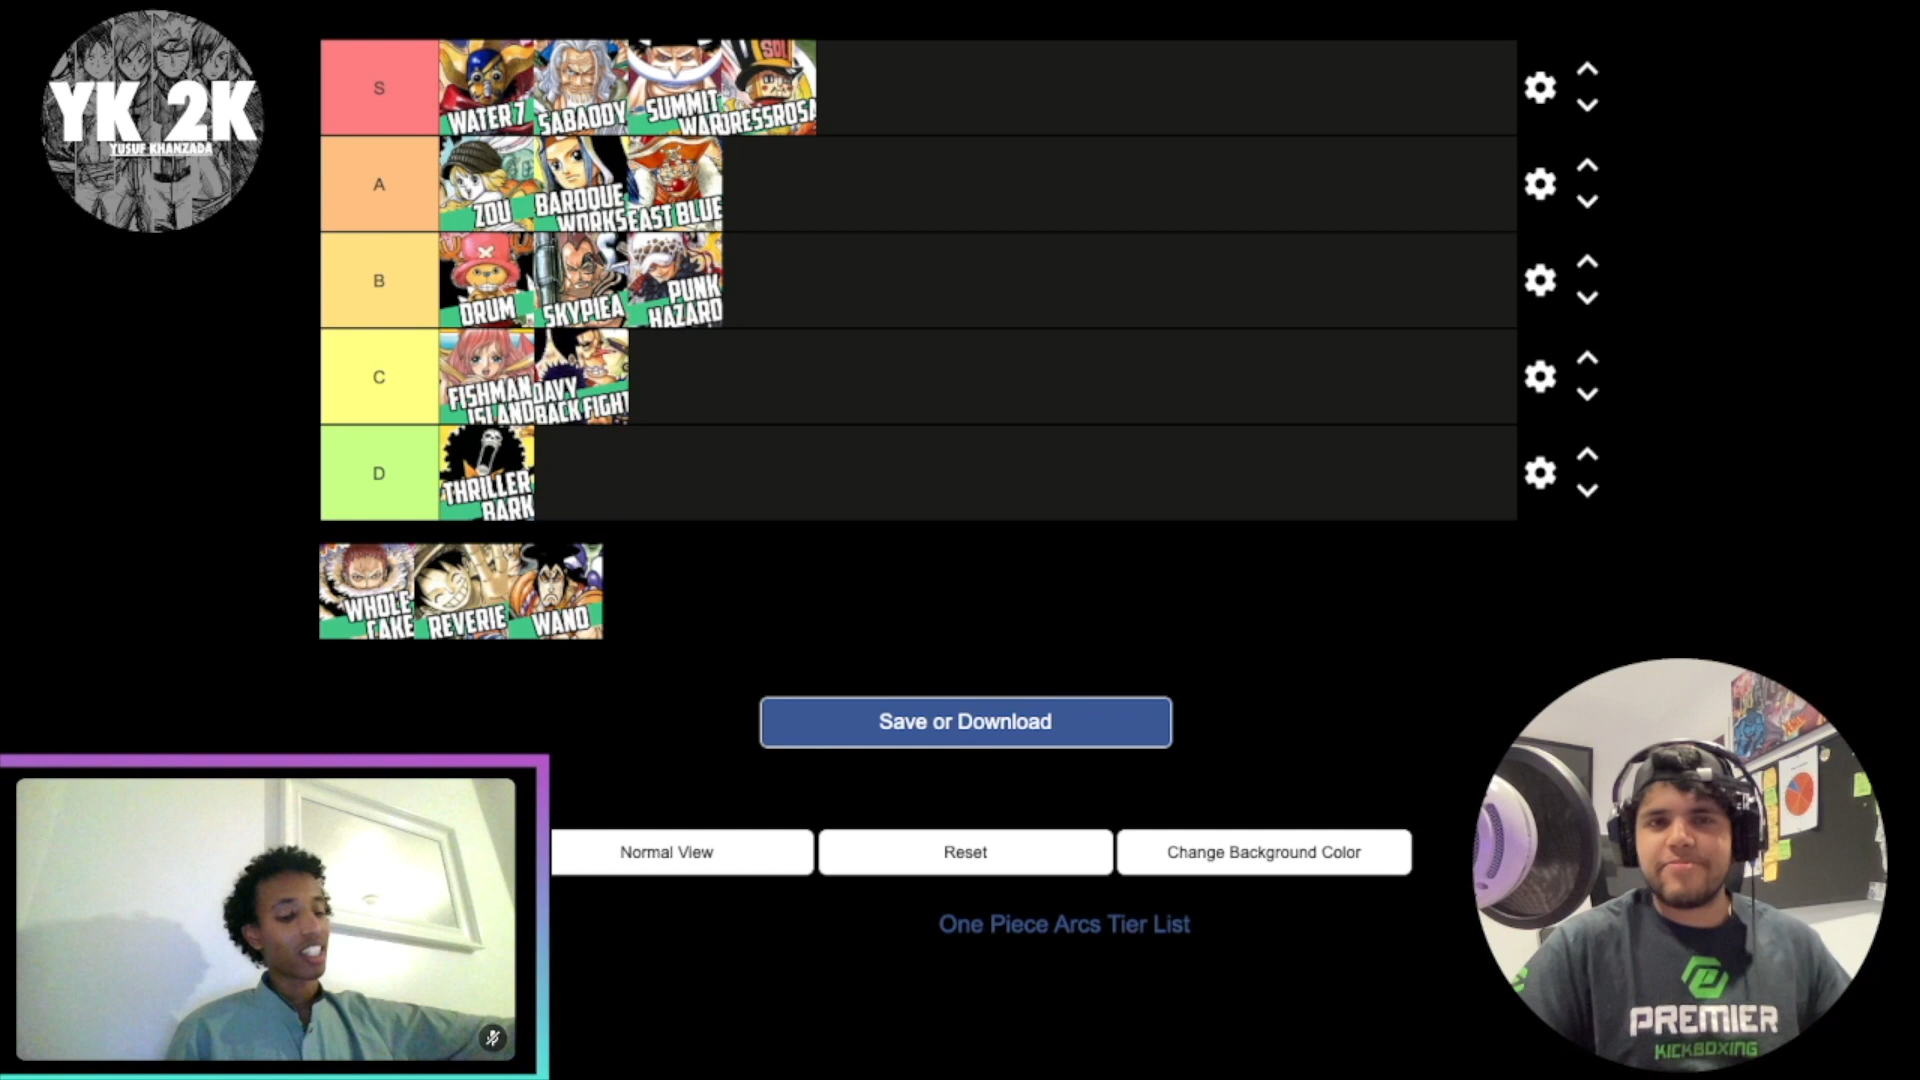 YK 2K
YUSUF KHANZADA
S
WATER 7
SABAODY
SUMMIT
WAR
DRESSROSA
SOL
A
ZOU
BAROQUE
WORKS
EAST BLUE
B
DRUM
SKYPIEA
PUNK
HAZARD
C
FISHMAN
ISLAND
DAVY
BACK FIGHT
D
THRILLER
BARK
WHOLE
CAKE
REVERIE
WANO
Save or Download
Normal View
Reset
Change Background Color
One Piece Arcs Tier List
PREMIER
KICKBOXING